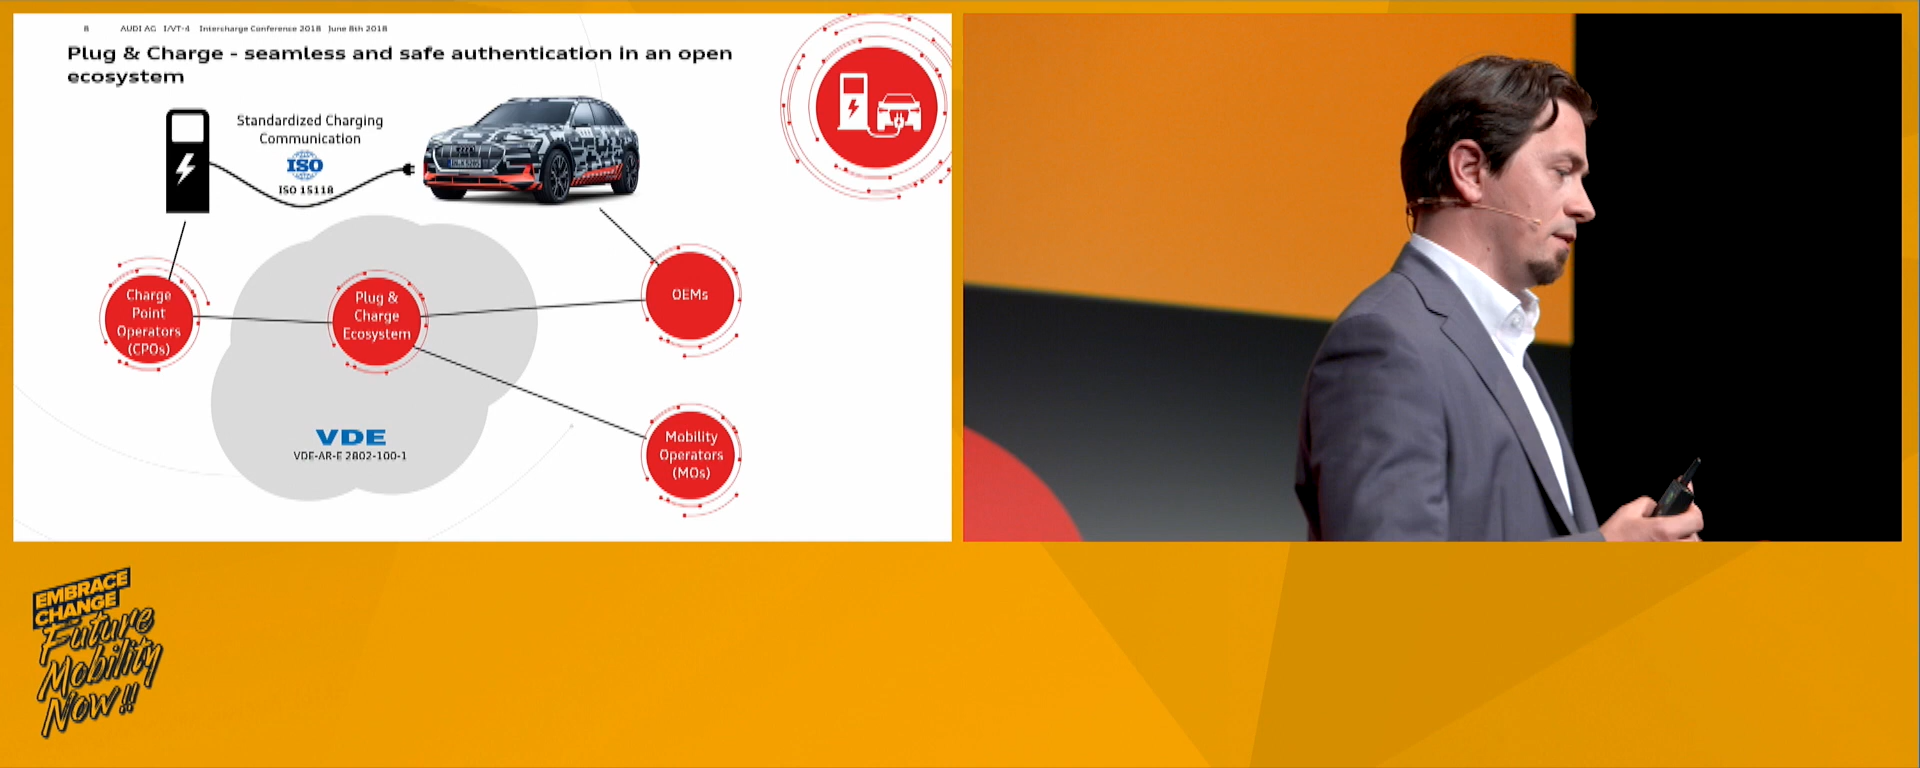 8 AUDI AG I/VT-4 Intercharge Conference 2018 June 8th 2018
Plug & Charge - seamless and safe authentication in an open
ecosystem
Standardized Charging
Communication
ISO
ISO 15118
Charge
Point
Operators
(CPOs)
Plug &
Charge
Ecosystem
OEMs
Mobility
Operators
(MOs)
VDE
VDE-AR-E 2802-100-1
EMBRACE
CHANGE
Future
Mobility
Now!!